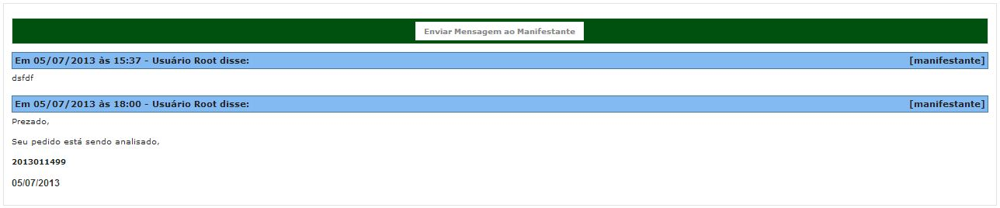 Enviar Mensagem ao Manifestante
Em 05/07/2013 às 15:37 - Usuário Root disse: [manifestante]
dsfdf
Em 05/07/2013 às 18:00 - Usuário Root disse: [manifestante]
Prezado,
Seu pedido está sendo analisado,
2013011499
05/07/2013